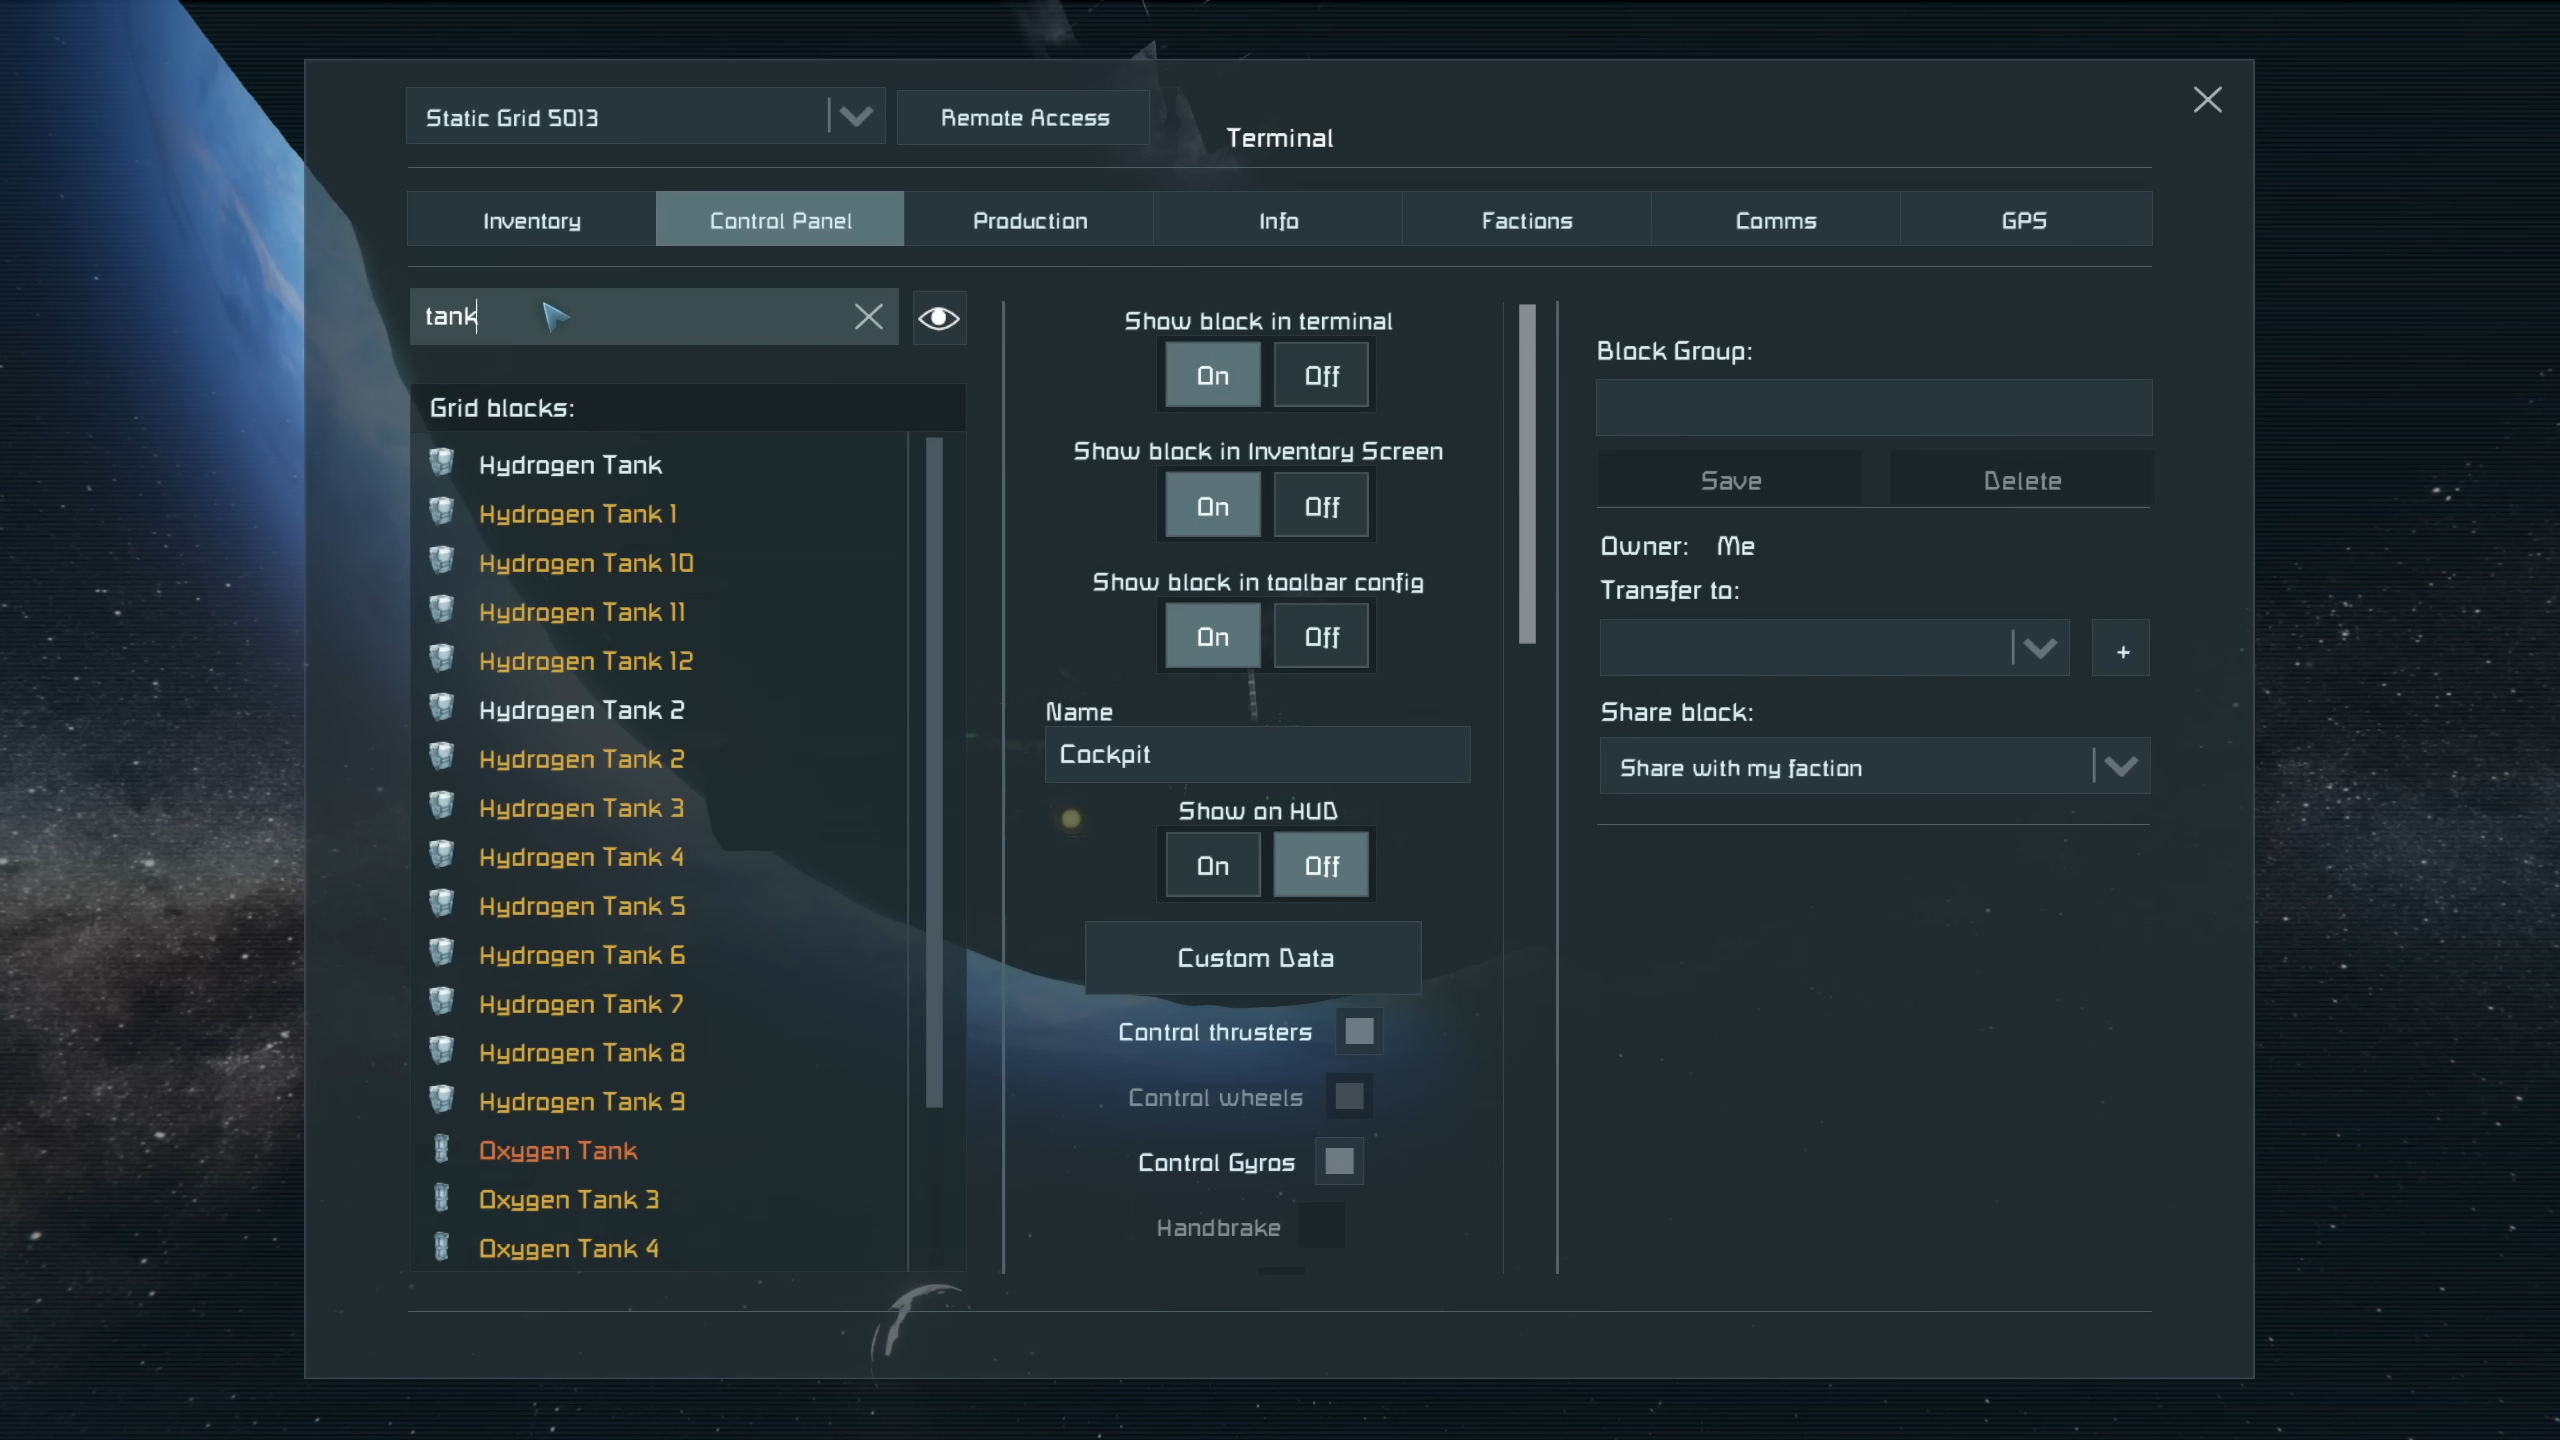 Static Grid 5013
Remote Access
Terminal
Inventory
Control Panel
Production
Info
Factions
Comms
GPS
tank
Grid blocks:
Hydrogen Tank
Hydrogen Tank 1
Hydrogen Tank 10
Hydrogen Tank 11
Hydrogen Tank 12
Hydrogen Tank 2
Hydrogen Tank 2
Hydrogen Tank 3
Hydrogen Tank 4
Hydrogen Tank 5
Hydrogen Tank 6
Hydrogen Tank 7
Hydrogen Tank 8
Hydrogen Tank 9
Oxygen Tank
Oxygen Tank 3
Oxygen Tank 4
Show block in terminal
On Off
Show block in Inventory Screen
On Off
Show block in toolbar config
On Off
Name
Cockpit
Show on HUD
On Off
Custom Data
Control thrusters
Control wheels
Control Gyros
Handbrake
Block Group:
Save
Delete
Owner: Me
Transfer to:
+
Share block:
Share with my faction